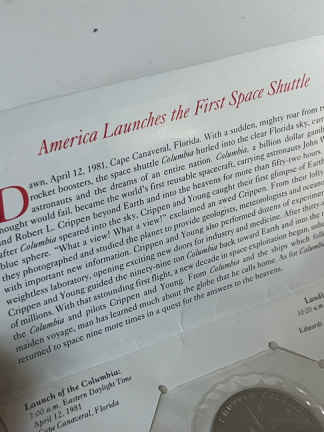 America Launches the First Space Shuttle
Dawn, April 12, 1981, Cape Canaveral, Florida. With a sudden, mighty roar from
rocket boosters, the space shuttle Columbia hurled into the clear Florida sky,
astronauts and the dreams of an entire nation. Columbia, a billion dollar
thought would fail, became the world's first reusable spacecraft, carrying astronauts John
and Robert L. Crippen beyond Earth and into the heavens for more than fifty-two
after Columbia speared into the sky, Crippen and Young caught their first glimpse of Earth
blue sphere. "What a view! What a view!" exclaimed an awed Crippen. From their lofty
they photographed and studied the planet to provide geologists, meteorologists and
with important new information. Crippen and Young also performed dozens of
weightless laboratory, opening exciting new doors for industry and medicine. After
Crippen and Young guided the ninety-nine ton Columbia back toward Earth and into the
of millions. With that astounding first flight, a new decade in space exploration began,
the Columbia and pilots Crippen and Young. From Columbia and the ships which
maiden voyage, man has learned much about the globe that he calls home. As for Columbia
returned to space nine more times in a quest for the answers to the heavens.
Launch of the Columbia:
7:00 a.m. Eastern Daylight Time
April 12, 1981
Cape Canaveral, Florida